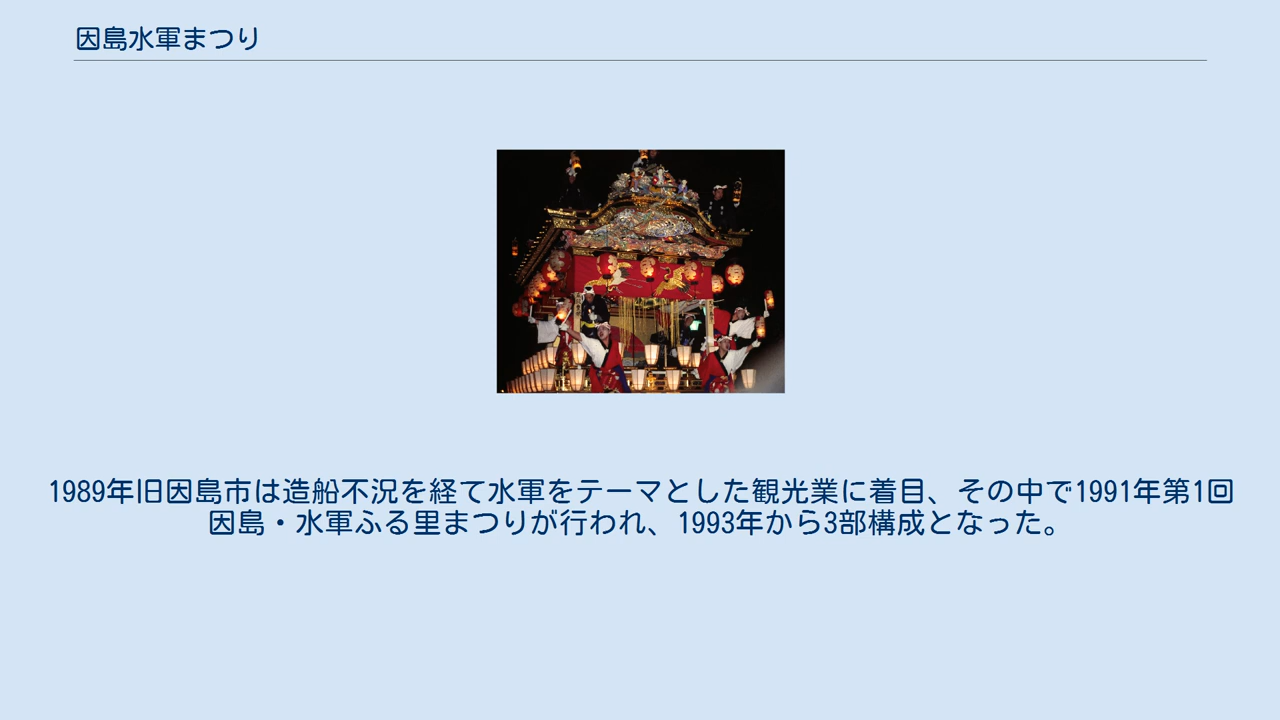 因島水軍まつり
1989年旧因島市は造船不況を経て水軍をテーマとした観光業に着目、その中で1991年第1回
因島・水軍ふる里まつりが行われ、1993年から3部構成となった。